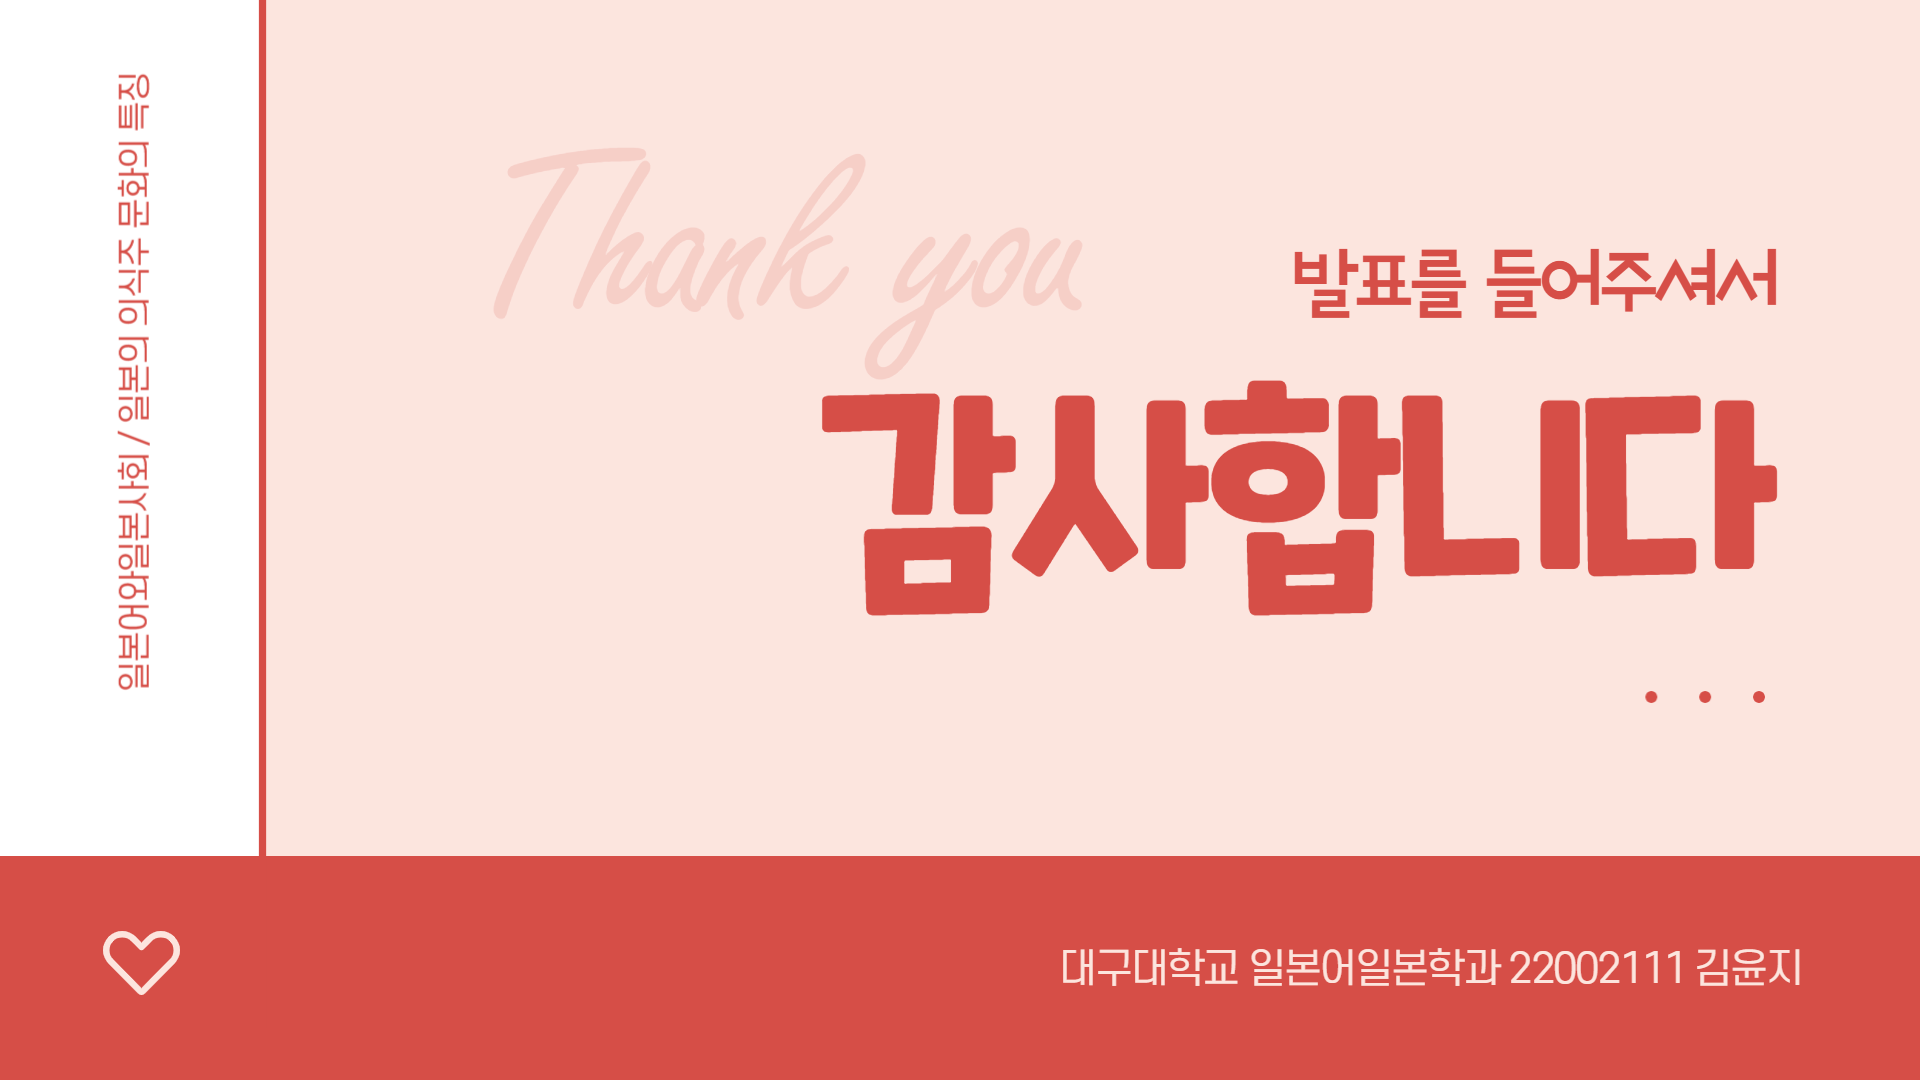 일본어와일본사회 / 일본의 의식주 문화의 특징
Thank you
발표를 들어주셔서
감사합니다
...
대구대학교 일본어일본학과 22002111 김윤지